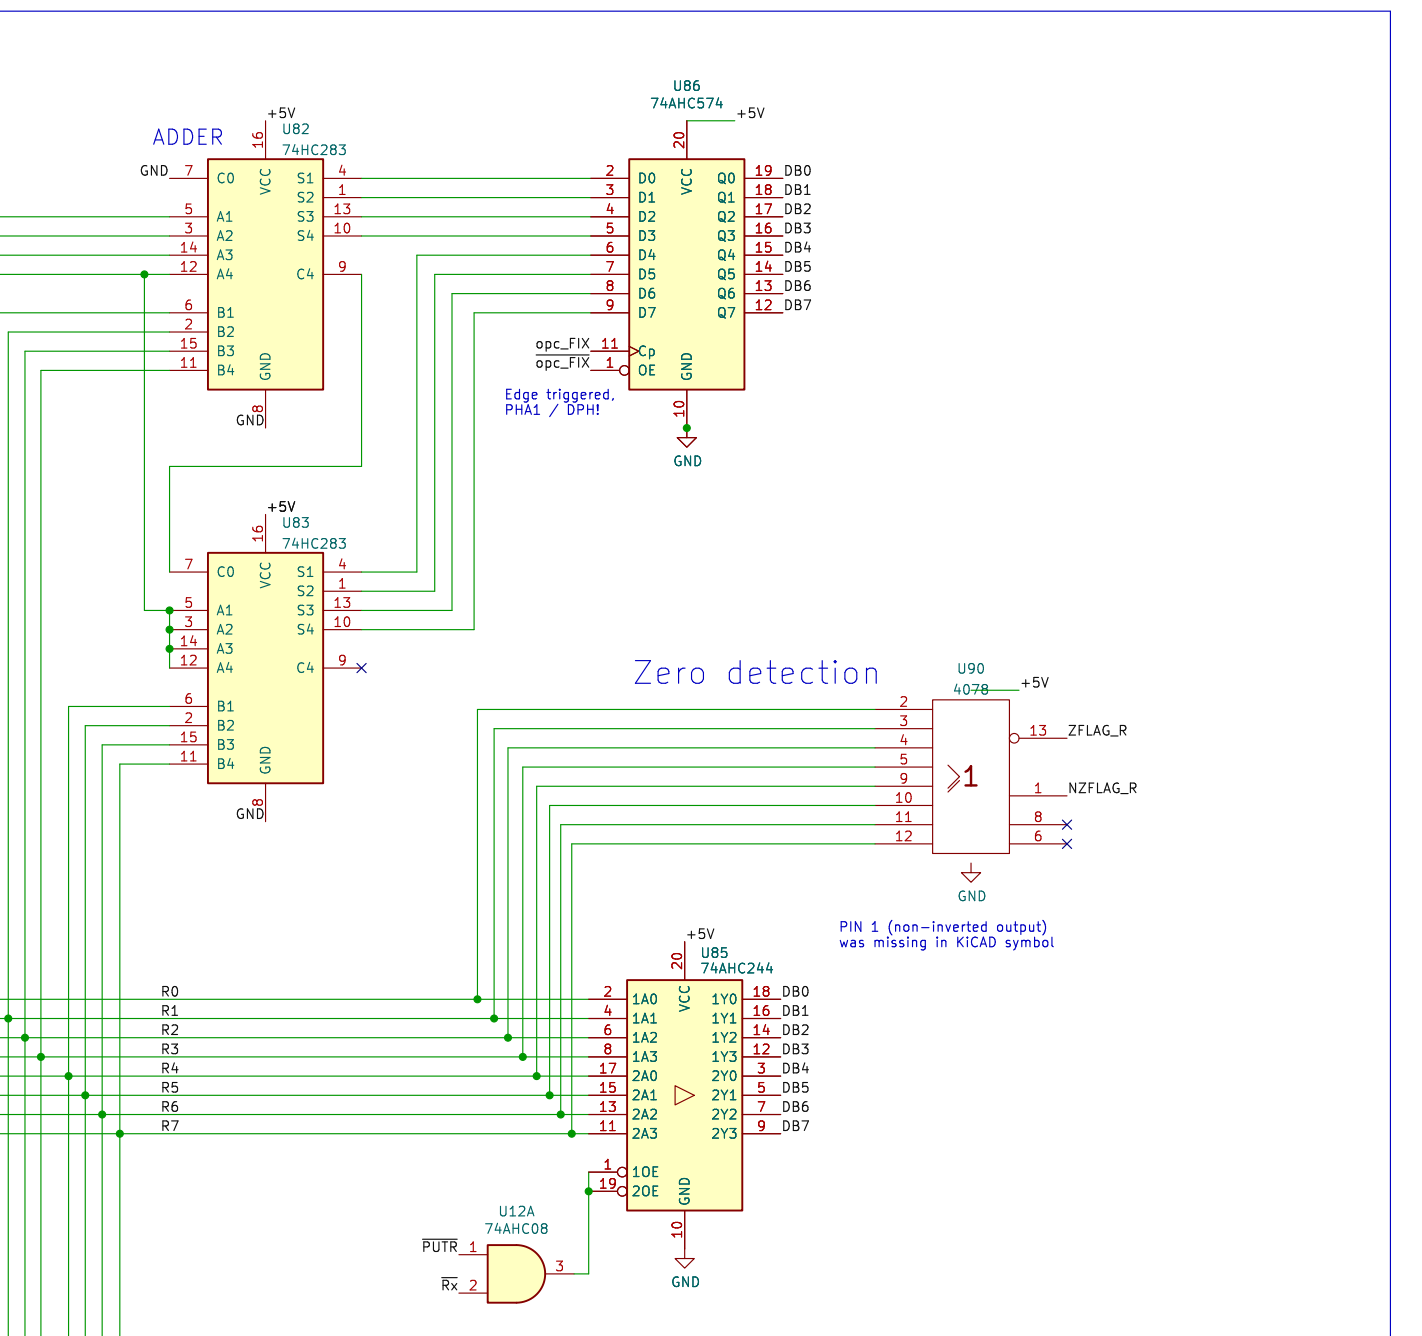 ADDER
+5V
U82
74HC283
16
GND 7 C0 VCC S1 4
S2 1
5 A1 S3 13
3 A2 S4 10
14 A3
12 A4 C4 9
6 B1
2 B2
15 B3
11 B4 GND
8
GND
U86
74AHC574
+5V
20
2 D0 VCC Q0 19 DB0
3 D1 Q1 18 DB1
4 D2 Q2 17 DB2
5 D3 Q3 16 DB3
6 D4 Q4 15 DB4
7 D5 Q5 14 DB5
8 D6 Q6 13 DB6
9 D7 Q7 12 DB7
opc_FIX 11 Cp
opc_FIX 1 OE GND
10
GND
Edge triggered,
PHA1 / DPH!
+5V
U83
74HC283
16
7 C0 VCC S1 4
S2 1
5 A1 S3 13
3 A2 S4 10
14 A3
12 A4 C4 9
6 B1
2 B2
15 B3
11 B4 GND
8
GND
Zero detection
U90
4078
+5V
2
3
4 13 ZFLAG_R
5
9 ≥1
10 1 NZFLAG_R
11 8
12 6
GND
PIN 1 (non-inverted output)
was missing in KiCAD symbol
+5V
U85
74AHC244
20
R0 2 1A0 VCC 1Y0 18 DB0
R1 4 1A1 1Y1 16 DB1
R2 6 1A2 1Y2 14 DB2
R3 8 1A3 1Y3 12 DB3
R4 17 2A0 2Y0 3 DB4
R5 15 2A1 2Y1 5 DB5
R6 13 2A2 2Y2 7 DB6
R7 11 2A3 2Y3 9 DB7
1 1OE
19 2OE GND
10
GND
U12A
74AHC08
PUTR 1
3
Rx 2